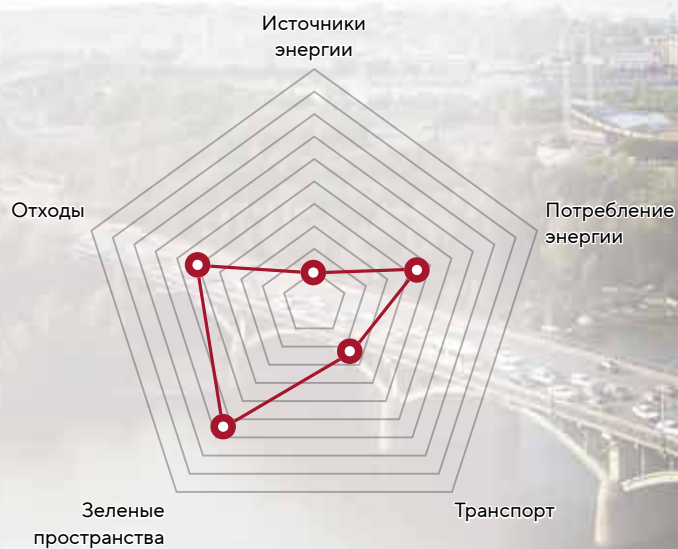 Источники
энергии
Отходы
Потребление
энергии
Зеленые
пространства
Транспорт